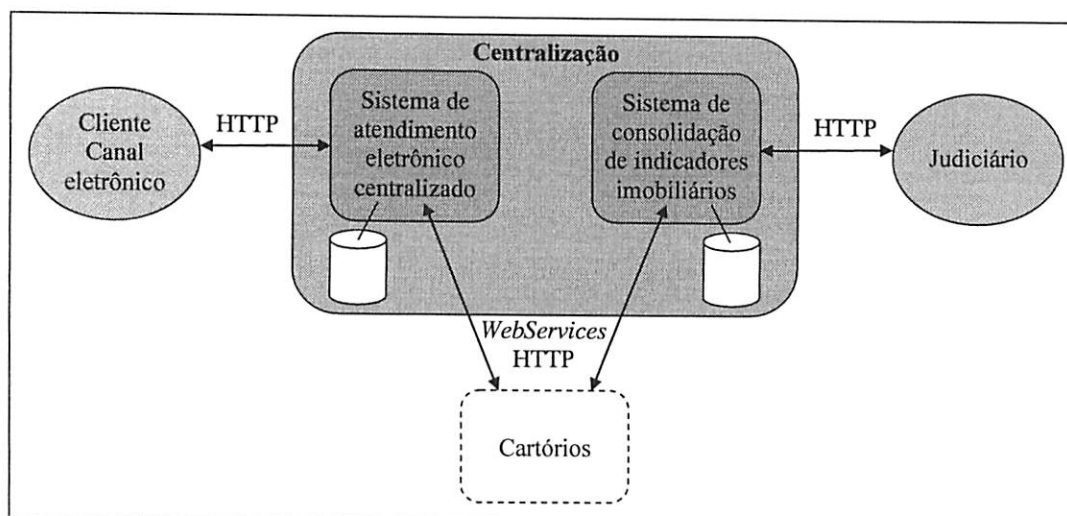 Centralização
Cliente
Canal
eletrônico
HTTP
Sistema de
atendimento
eletrônico
centralizado
Sistema de
consolidação
de indicadores
imobiliários
HTTP
Judiciário
WebServices
HTTP
Cartórios